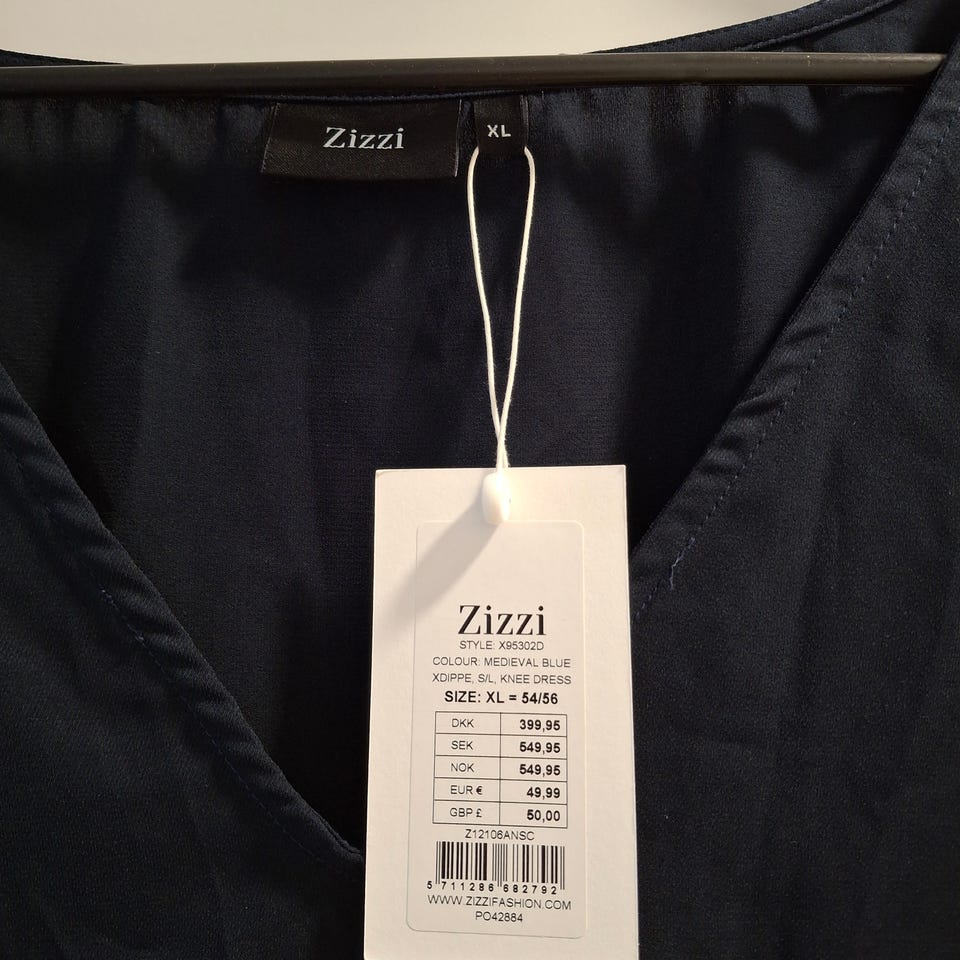 Zizzi
XL
Zizzi
STYLE: X95302D
COLOUR: MEDIEVAL BLUE
XDIPPE, S/L, KNEE DRESS
SIZE: XL = 54/56
DKK 399,95
SEK 549,95
NOK 549,95
EUR € 49,99
GBP £ 50,00
Z12106ANSC
5 711286 682792
WWW.ZIZZIFASHION.COM
PO42884